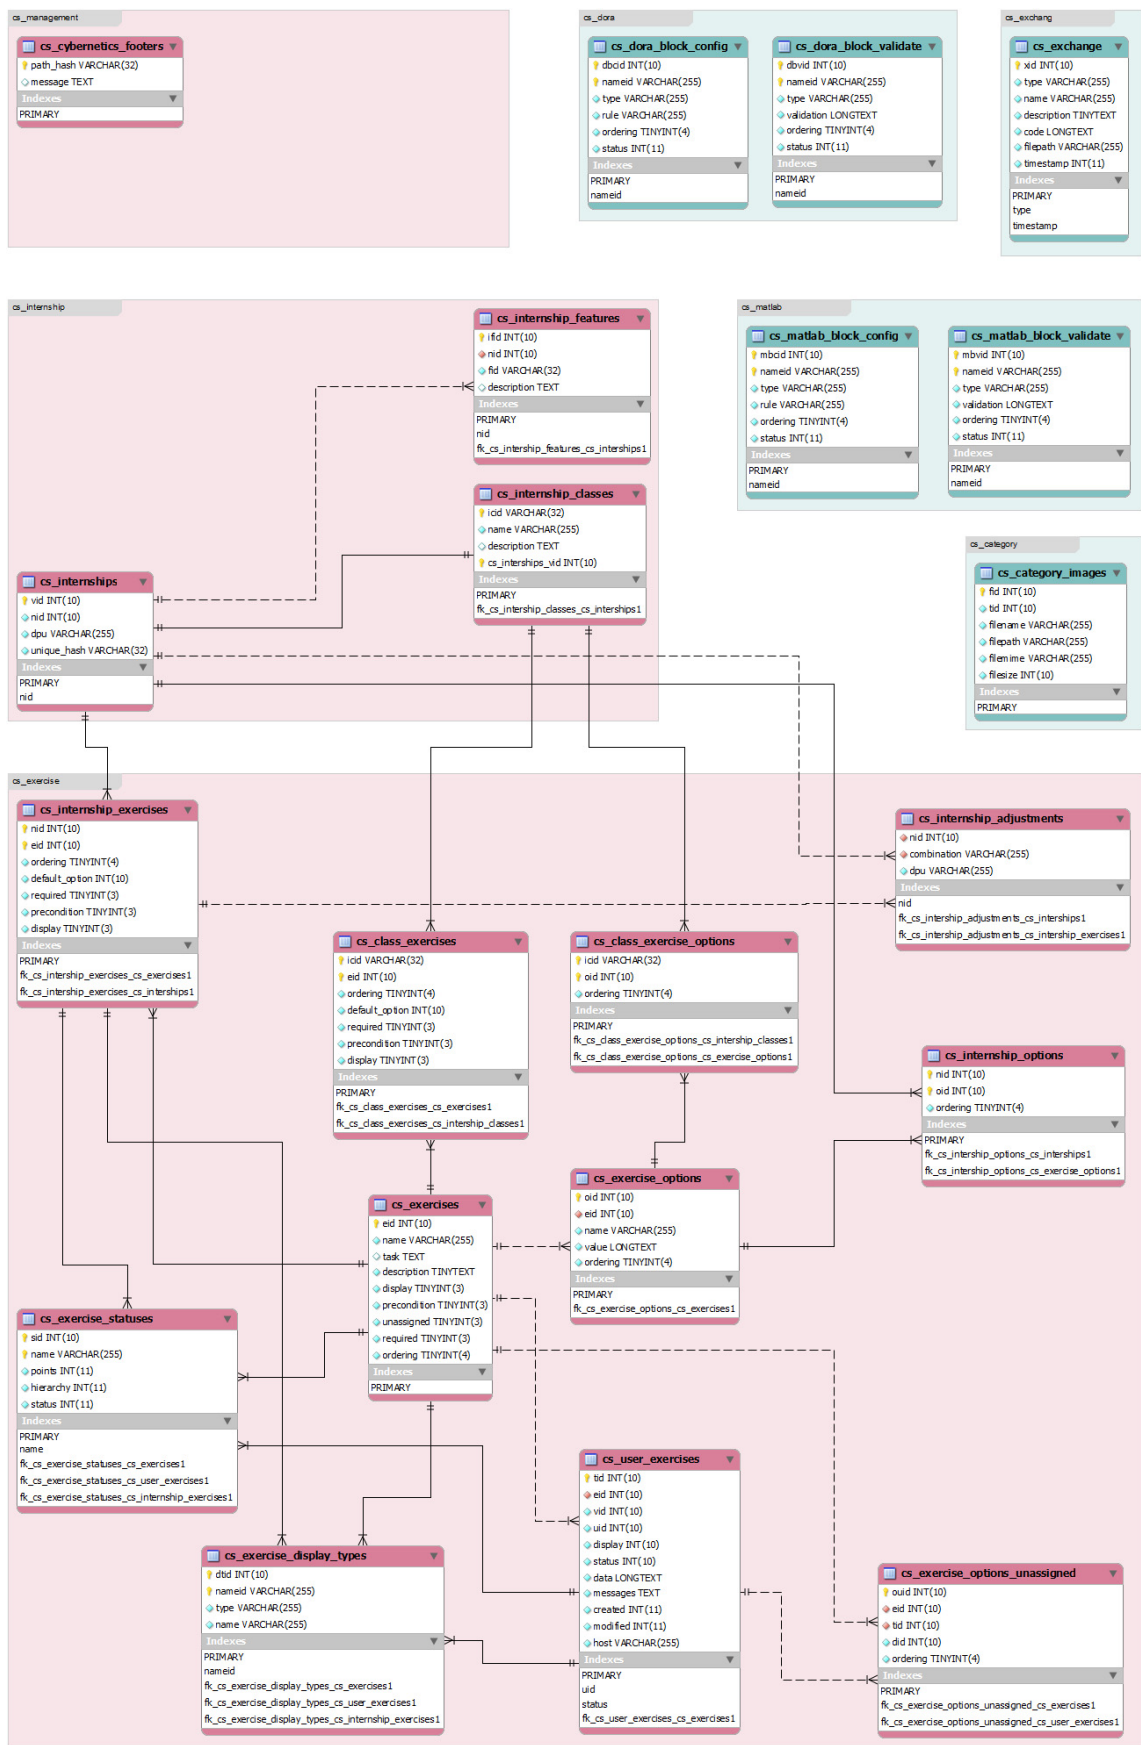 cs_management
cs_cybernetics_footers
path_hash VARCHAR(32)
message TEXT
Indexes
PRIMARY
cs_dora
cs_dora_block_config
dbcid INT(10)
nameid VARCHAR(255)
type VARCHAR(255)
rule VARCHAR(255)
ordering TINYINT(4)
status INT(11)
Indexes
PRIMARY
nameid
cs_dora_block_validate
dbvid INT(10)
nameid VARCHAR(255)
type VARCHAR(255)
validation LONGTEXT
ordering TINYINT(4)
status INT(11)
Indexes
PRIMARY
nameid
cs_exchang
cs_exchange
xid INT(10)
type VARCHAR(255)
name VARCHAR(255)
description TINYTEXT
code LONGTEXT
filepath VARCHAR(255)
timestamp INT(11)
Indexes
PRIMARY
type
timestamp
cs_internship
cs_internship_features
ifid INT(10)
nid INT(10)
fid VARCHAR(32)
description TEXT
Indexes
PRIMARY
nid
fk_cs_intership_features_cs_interships1
cs_internship_classes
icid VARCHAR(32)
name VARCHAR(255)
description TEXT
cs_interships_vid INT(10)
Indexes
PRIMARY
fk_cs_intership_classes_cs_interships1
cs_internships
vid INT(10)
nid INT(10)
dpu VARCHAR(255)
unique_hash VARCHAR(32)
Indexes
PRIMARY
nid
cs_matlab
cs_matlab_block_config
mbcid INT(10)
nameid VARCHAR(255)
type VARCHAR(255)
rule VARCHAR(255)
ordering TINYINT(4)
status INT(11)
Indexes
PRIMARY
nameid
cs_matlab_block_validate
mbvid INT(10)
nameid VARCHAR(255)
type VARCHAR(255)
validation LONGTEXT
ordering TINYINT(4)
status INT(11)
Indexes
PRIMARY
nameid
cs_category
cs_category_images
fid INT(10)
tid INT(10)
filename VARCHAR(255)
filepath VARCHAR(255)
filemime VARCHAR(255)
filesize INT(10)
Indexes
PRIMARY
cs_exercise
cs_internship_exercises
nid INT(10)
eid INT(10)
ordering TINYINT(4)
default_option INT(10)
required TINYINT(3)
precondition TINYINT(3)
display TINYINT(3)
Indexes
PRIMARY
fk_cs_intership_exercises_cs_exercises1
fk_cs_intership_exercises_cs_interships1
cs_internship_adjustments
nid INT(10)
combination VARCHAR(255)
dpu VARCHAR(255)
Indexes
nid
fk_cs_intership_adjustments_cs_interships1
fk_cs_intership_adjustments_cs_intership_exercises1
cs_class_exercises
icid VARCHAR(32)
eid INT(10)
ordering TINYINT(4)
default_option INT(10)
required TINYINT(3)
precondition TINYINT(3)
display TINYINT(3)
Indexes
PRIMARY
fk_cs_class_exercises_cs_exercises1
fk_cs_class_exercises_cs_intership_classes1
cs_class_exercise_options
icid VARCHAR(32)
oid INT(10)
ordering TINYINT(4)
Indexes
PRIMARY
fk_cs_class_exercise_options_cs_intership_classes1
fk_cs_class_exercise_options_cs_exercise_options1
cs_internship_options
nid INT(10)
oid INT(10)
ordering TINYINT(4)
Indexes
PRIMARY
fk_cs_intership_options_cs_interships1
fk_cs_intership_options_cs_exercise_options1
cs_exercises
eid INT(10)
name VARCHAR(255)
task TEXT
description TINYTEXT
display TINYINT(3)
precondition TINYINT(3)
unassigned TINYINT(3)
required TINYINT(3)
ordering TINYINT(4)
Indexes
PRIMARY
cs_exercise_options
oid INT(10)
eid INT(10)
name VARCHAR(255)
value LONGTEXT
ordering TINYINT(4)
Indexes
PRIMARY
fk_cs_exercise_options_cs_exercises1
cs_exercise_statuses
sid INT(10)
name VARCHAR(255)
points INT(11)
hierarchy INT(11)
status INT(11)
Indexes
PRIMARY
name
fk_cs_exercise_statuses_cs_exercises1
fk_cs_exercise_statuses_cs_user_exercises1
fk_cs_exercise_statuses_cs_internship_exercises1
cs_user_exercises
tid INT(10)
eid INT(10)
vid INT(10)
uid INT(10)
display INT(10)
status INT(10)
data LONGTEXT
messages TEXT
created INT(11)
modified INT(11)
host VARCHAR(255)
Indexes
PRIMARY
uid
status
fk_cs_user_exercises_cs_exercises1
cs_exercise_display_types
dtid INT(10)
nameid VARCHAR(255)
type VARCHAR(255)
name VARCHAR(255)
Indexes
PRIMARY
nameid
fk_cs_exercise_display_types_cs_exercises1
fk_cs_exercise_display_types_cs_user_exercises1
fk_cs_exercise_display_types_cs_internship_exercises1
cs_exercise_options_unassigned
ouid INT(10)
eid INT(10)
tid INT(10)
did INT(10)
ordering TINYINT(4)
Indexes
PRIMARY
fk_cs_exercise_options_unassigned_cs_exercises1
fk_cs_exercise_options_unassigned_cs_user_exercises1